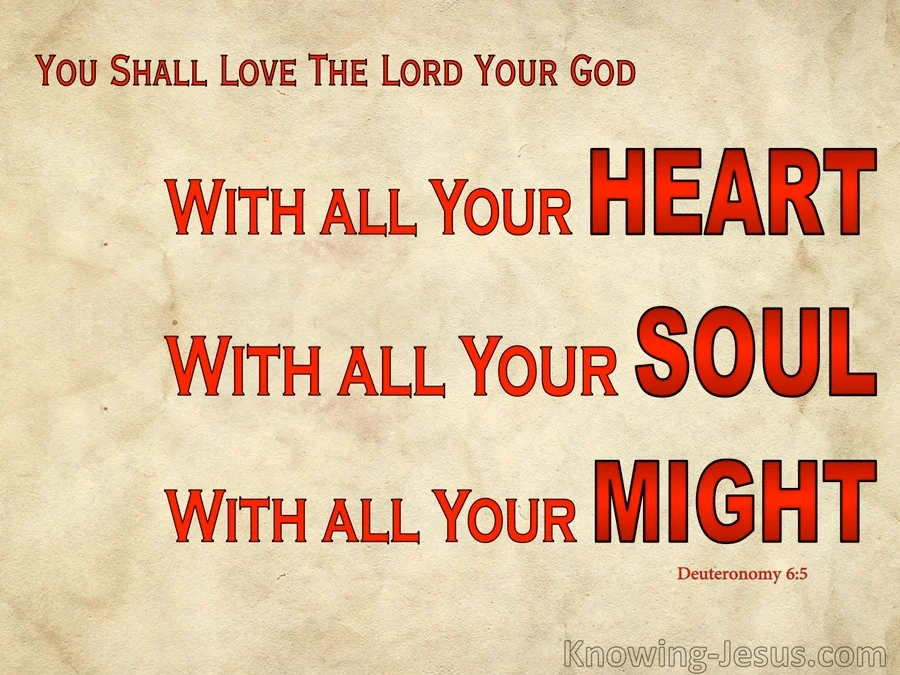 You Shall Love The Lord Your God
With all Your HEART
With all Your SOUL
With all Your MIGHT
Deuteronomy 6:5
Knowing-Jesus.com